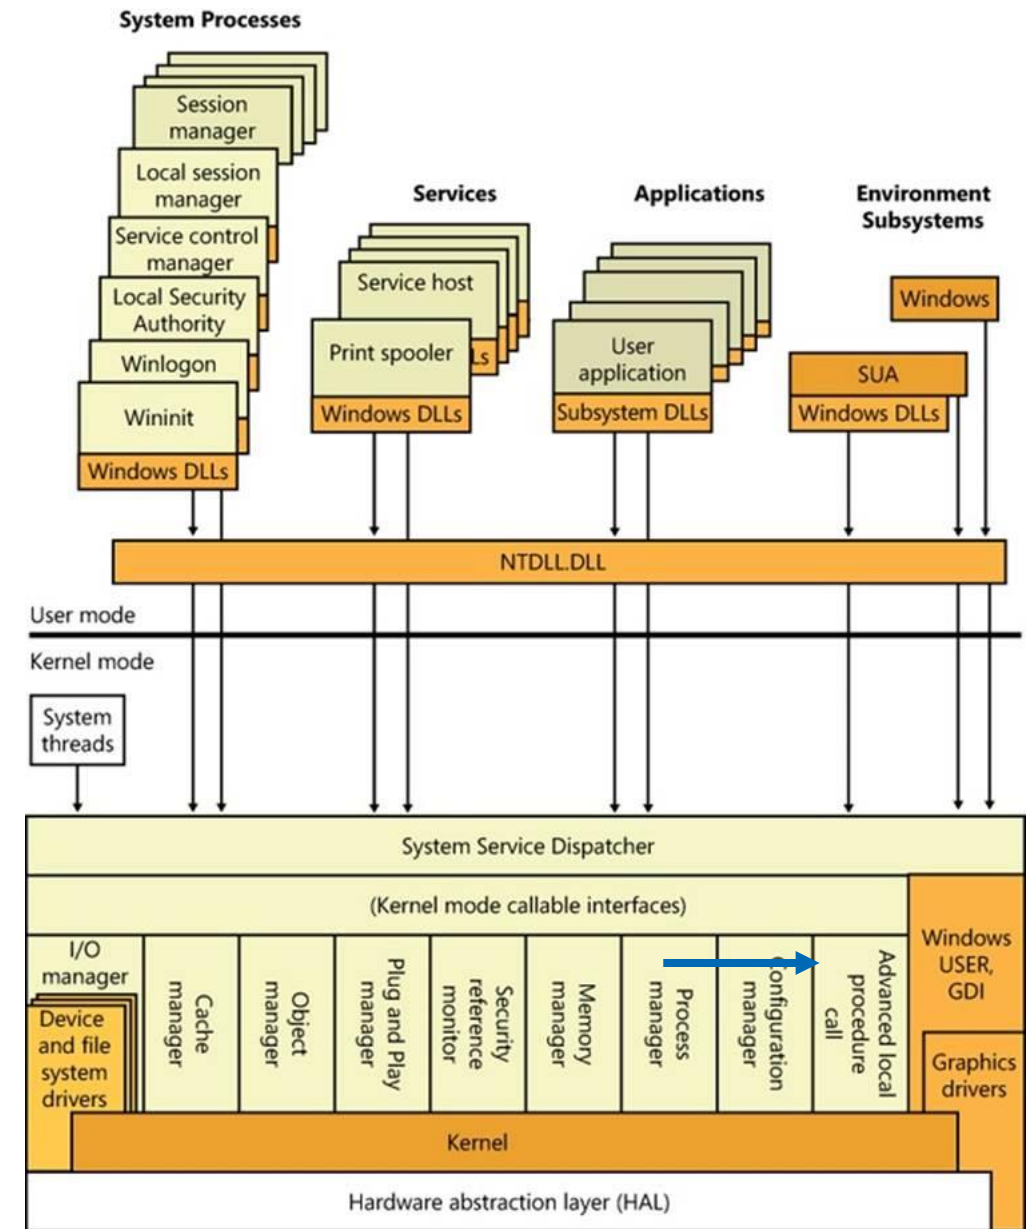 System Processes
Session
manager
Local session
manager
Service control
manager
Local Security
Authority
Winlogon
Wininit
Windows DLLs
Services
Service host
Print spooler
Ls
Windows DLLs
Applications
User
application
Subsystem DLLs
Environment
Subsystems
Windows
SUA
Windows DLLs
NTDLL.DLL
User mode
Kernel mode
System
threads
System Service Dispatcher
(Kernel mode callable interfaces)
I/O
manager
Device
and file
system
drivers
Cache
manager
Object
manager
Plug and Play
manager
Security
reference
monitor
Memory
manager
Process
manager
Configuration
manager
Advanced local
procedure
call
Windows
USER,
GDI
Graphics
drivers
Kernel
Hardware abstraction layer (HAL)